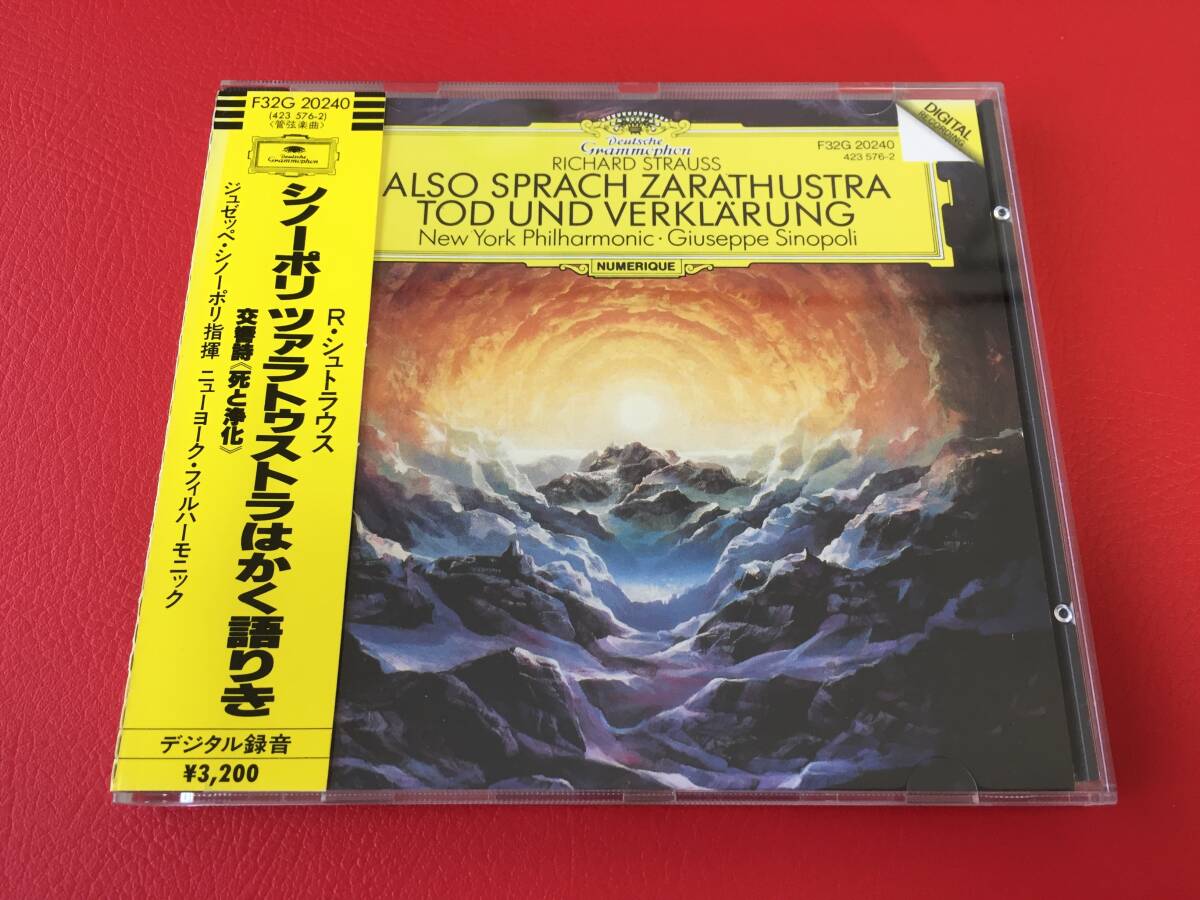 F32G 20240
(423 576-2)
〈管弦楽曲〉
Deutsche
Grammophon
R・シュトラウス
シノーポリ ツァラトゥストラはかく語りき
交響詩《死と浄化》
ジュゼッペ・シノーポリ指揮 ニューヨーク・フィルハーモニック
デジタル録音
¥3,200
Deutsche
Grammophon
RICHARD STRAUSS
ALSO SPRACH ZARATHUSTRA
TOD UND VERKLÄRUNG
New York Philharmonic · Giuseppe Sinopoli
NUMERIQUE
F32G 20240
423 576-2
DIGITAL
RECORDING